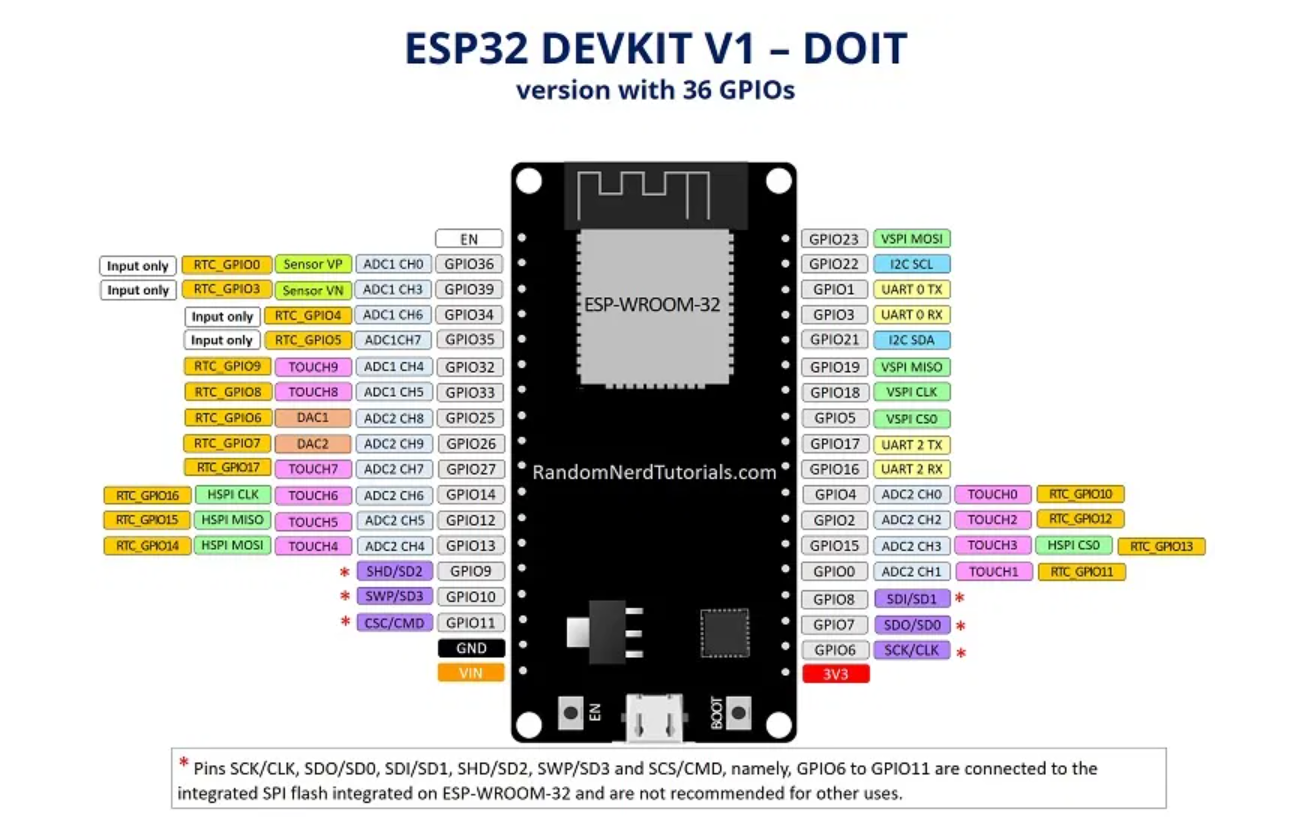 ESP32 DEVKIT V1 – DOIT
version with 36 GPIOs
EN
GPIO23 VSPI MOSI
Input only RTC_GPIO0 Sensor VP ADC1 CH0 GPIO36
GPIO22 I2C SCL
Input only RTC_GPIO3 Sensor VN ADC1 CH3 GPIO39
GPIO1 UART 0 TX
Input only RTC_GPIO4 ADC1 CH6 GPIO34
GPIO3 UART 0 RX
Input only RTC_GPIO5 ADC1CH7 GPIO35
GPIO21 I2C SDA
RTC_GPIO9 TOUCH9 ADC1 CH4 GPIO32
GPIO19 VSPI MISO
RTC_GPIO8 TOUCH8 ADC1 CH5 GPIO33
GPIO18 VSPI CLK
RTC_GPIO6 DAC1 ADC2 CH8 GPIO25
GPIO5 VSPI CS0
RTC_GPIO7 DAC2 ADC2 CH9 GPIO26
GPIO17 UART 2 TX
RTC_GPIO17 TOUCH7 ADC2 CH7 GPIO27
GPIO16 UART 2 RX
RTC_GPIO16 HSPI CLK TOUCH6 ADC2 CH6 GPIO14
GPIO4 ADC2 CH0 TOUCH0 RTC_GPIO10
RTC_GPIO15 HSPI MISO TOUCH5 ADC2 CH5 GPIO12
GPIO2 ADC2 CH2 TOUCH2 RTC_GPIO12
RTC_GPIO14 HSPI MOSI TOUCH4 ADC2 CH4 GPIO13
GPIO15 ADC2 CH3 TOUCH3 HSPI CS0 RTC_GPIO13
* SHD/SD2 GPIO9
GPIO0 ADC2 CH1 TOUCH1 RTC_GPIO11
* SWP/SD3 GPIO10
GPIO8 SDI/SD1 *
* CSC/CMD GPIO11
GPIO7 SDO/SD0 *
GND
GPIO6 SCK/CLK *
VIN
3V3
ESP-WROOM-32
RandomNerdTutorials.com
EN
BOOT
* Pins SCK/CLK, SDO/SD0, SDI/SD1, SHD/SD2, SWP/SD3 and SCS/CMD, namely, GPIO6 to GPIO11 are connected to the
integrated SPI flash integrated on ESP-WROOM-32 and are not recommended for other uses.